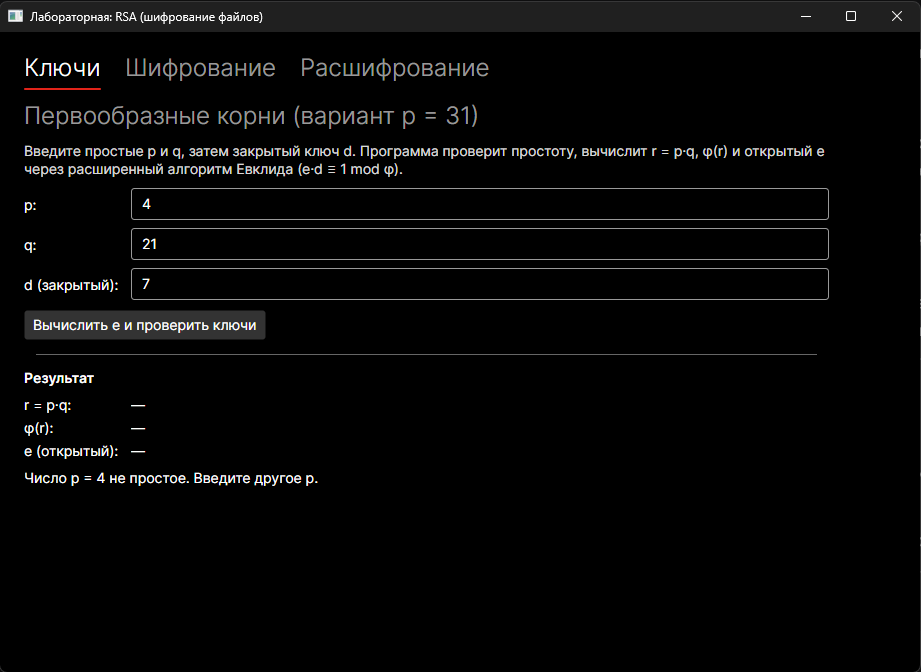 Лабораторная: RSA (шифрование файлов)
Ключи Шифрование Расшифрование
Первообразные корни (вариант p = 31)
Введите простые p и q, затем закрытый ключ d. Программа проверит простоту, вычислит r = p·q, φ(r) и открытый e
через расширенный алгоритм Евклида (e·d ≡ 1 mod φ).
p: 4
q: 21
d (закрытый): 7
Вычислить e и проверить ключи
Результат
r = p·q: —
φ(r): —
e (открытый): —
Число p = 4 не простое. Введите другое p.